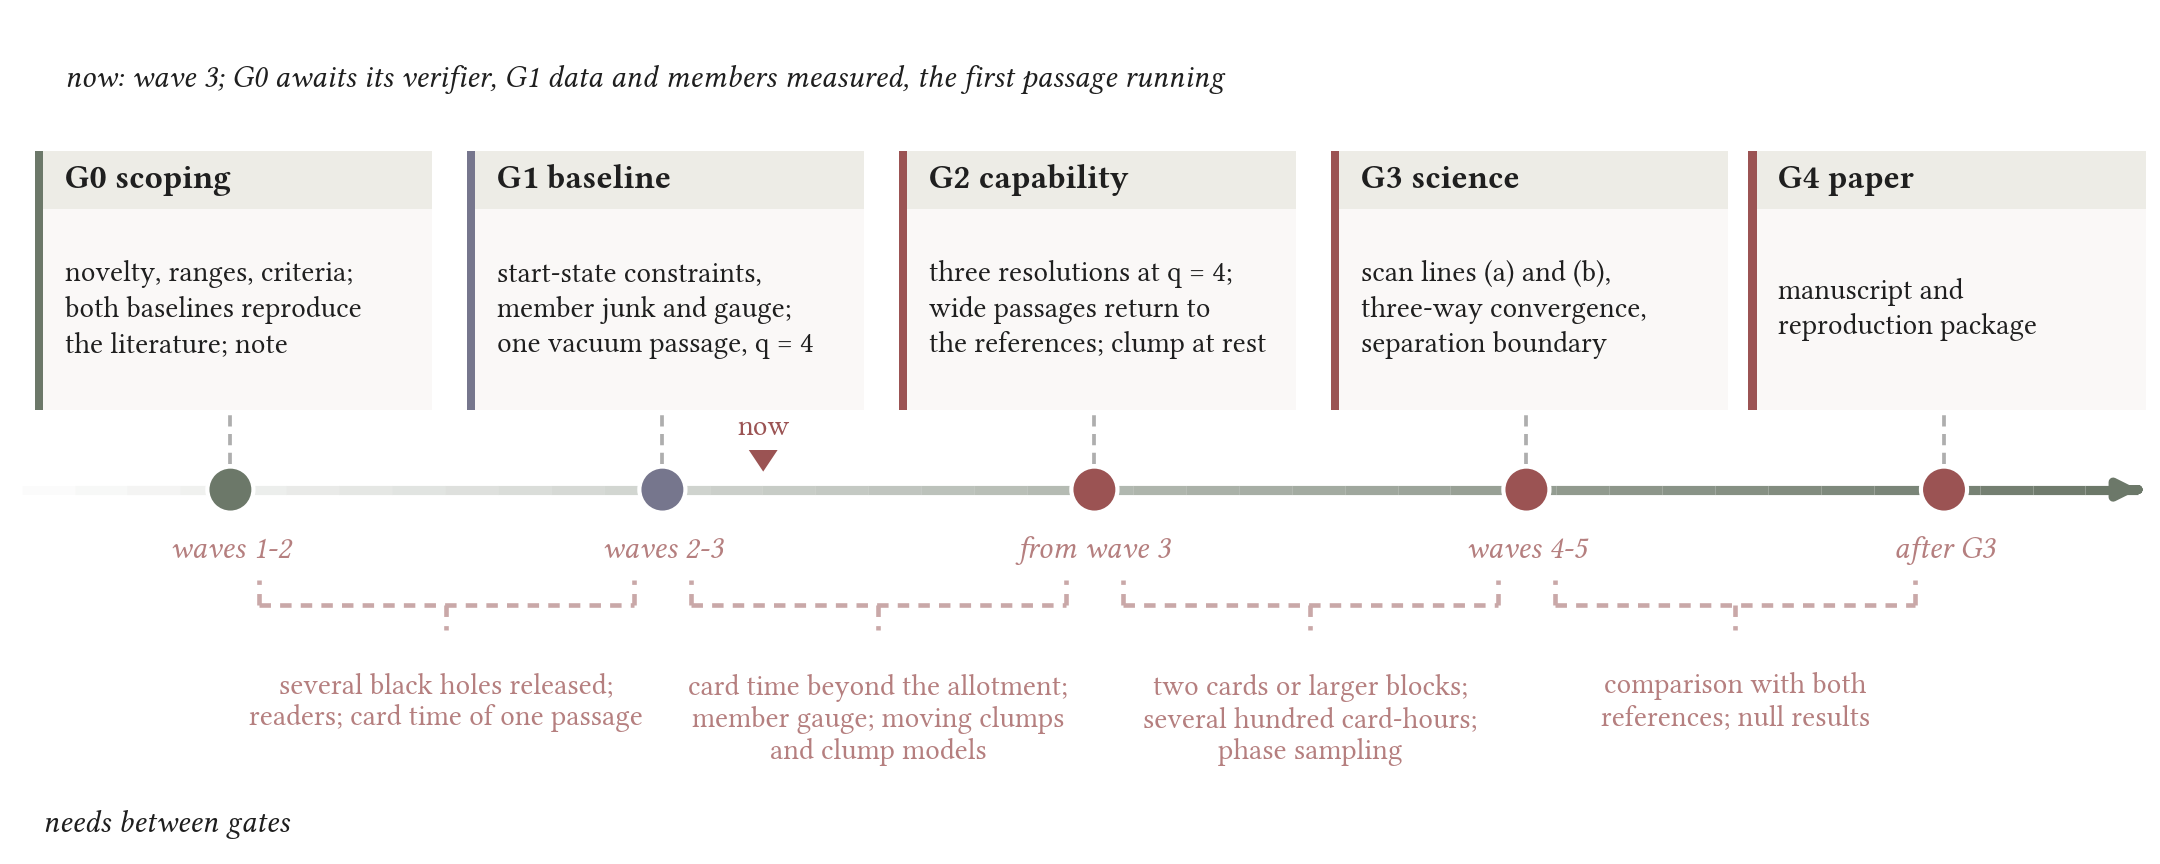 now: wave 3; G0 awaits its verifier, G1 data and members measured, the first passage running
G0 scoping
novelty, ranges, criteria;
both baselines reproduce
the literature; note
G1 baseline
start-state constraints,
member junk and gauge;
one vacuum passage, q = 4
G2 capability
three resolutions at q = 4;
wide passages return to
the references; clump at rest
G3 science
scan lines (a) and (b),
three-way convergence,
separation boundary
G4 paper
manuscript and
reproduction package
now
waves 1-2
waves 2-3
from wave 3
waves 4-5
after G3
several black holes released;
readers; card time of one passage
card time beyond the allotment;
member gauge; moving clumps
and clump models
two cards or larger blocks;
several hundred card-hours;
phase sampling
comparison with both
references; null results
needs between gates